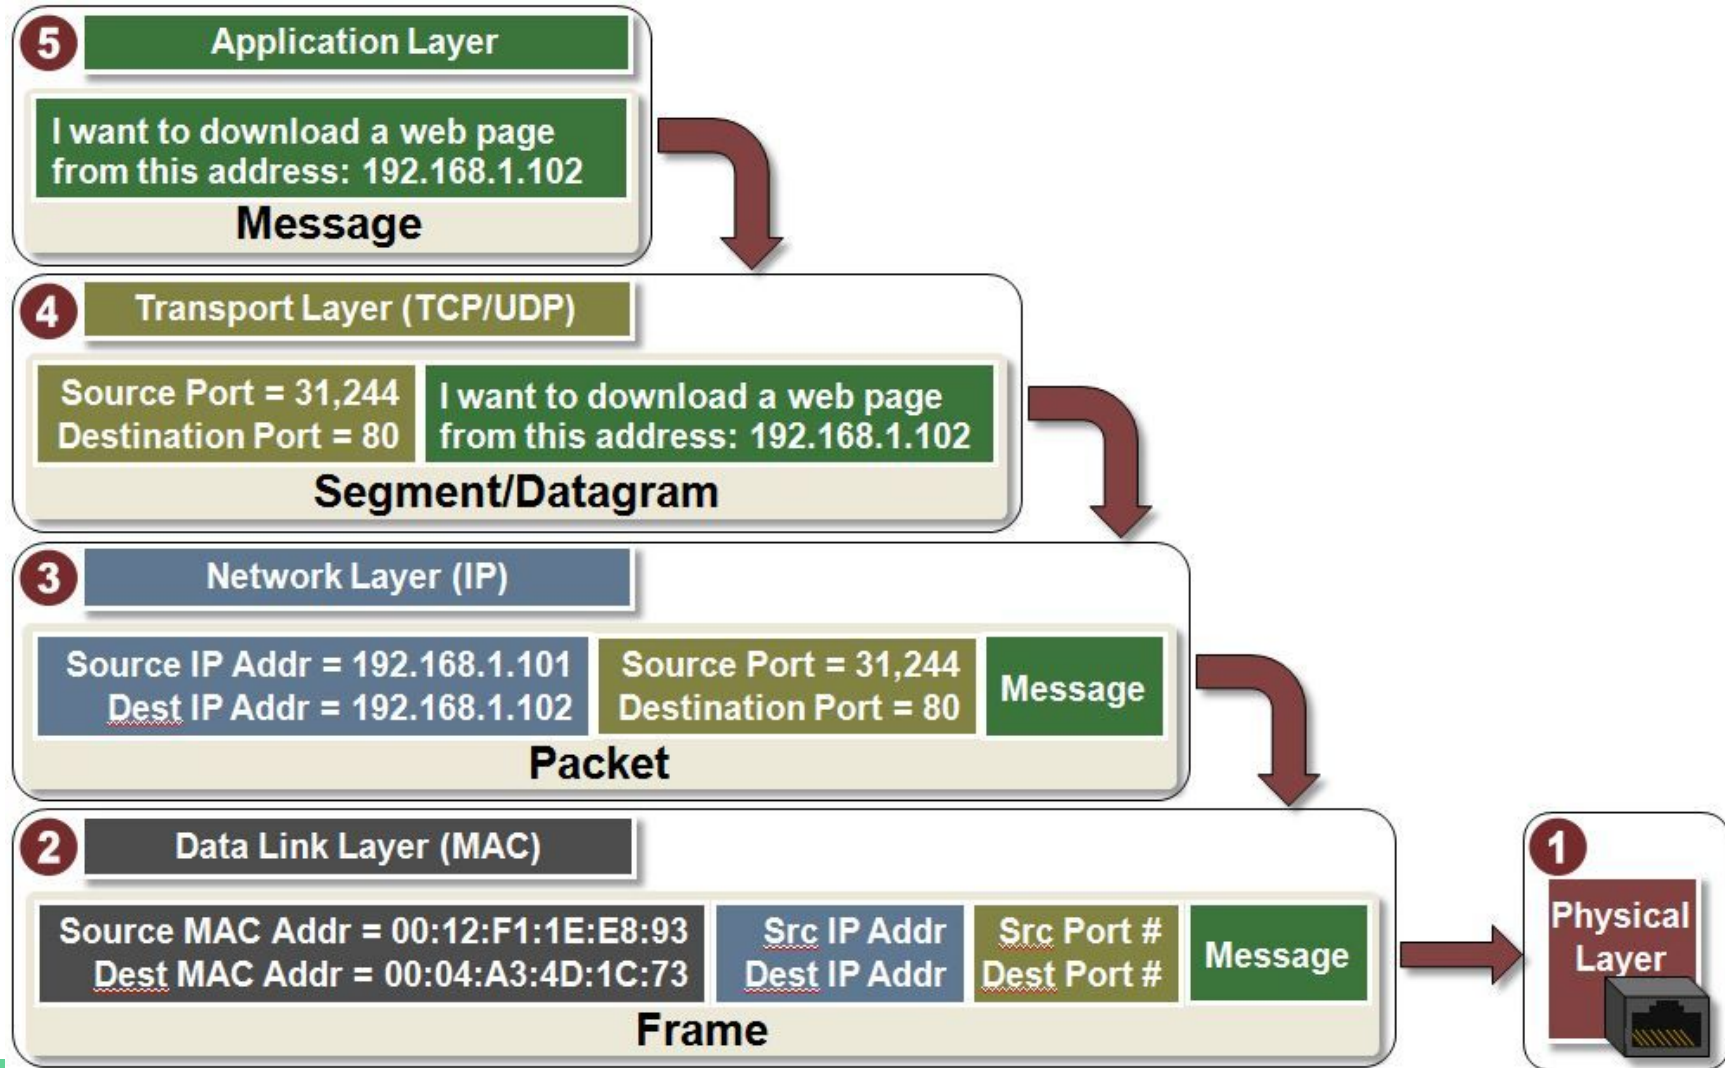 5
Application Layer
I want to download a web page
from this address: 192.168.1.102
Message
4
Transport Layer (TCP/UDP)
Source Port = 31,244
Destination Port = 80
I want to download a web page
from this address: 192.168.1.102
Segment/Datagram
3
Network Layer (IP)
Source IP Addr = 192.168.1.101
Dest IP Addr = 192.168.1.102
Source Port = 31,244
Destination Port = 80
Message
Packet
2
Data Link Layer (MAC)
Source MAC Addr = 00:12:F1:1E:E8:93
Dest MAC Addr = 00:04:A3:4D:1C:73
Src IP Addr
Dest IP Addr
Src Port #
Dest Port #
Message
Frame
1
Physical
Layer